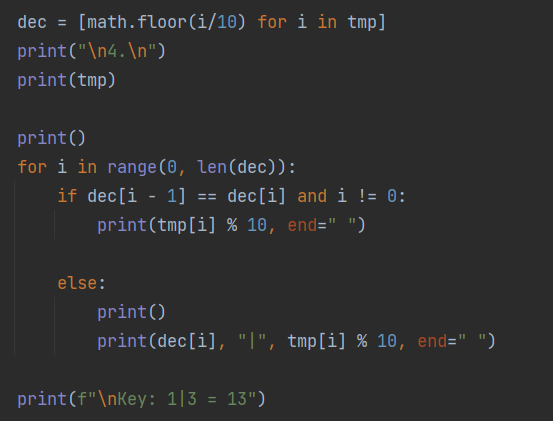 dec = [math.floor(i/10) for i in tmp]
print("\n4.\n")
print(tmp)
print()
for i in range(0, len(dec)):
if dec[i - 1] == dec[i] and i != 0:
print(tmp[i] % 10, end=" ")
else:
print()
print(dec[i], "|", tmp[i] % 10, end=" ")
print(f"\nKey: 1|3 = 13")